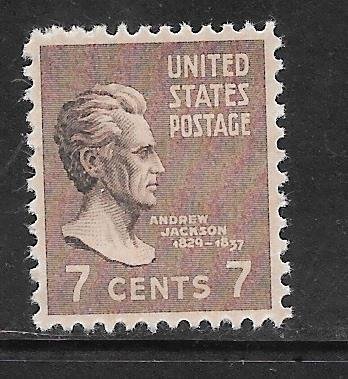 UNITED
STATES
POSTAGE
ANDREW
JACKSON
1829-1837
7 CENTS 7